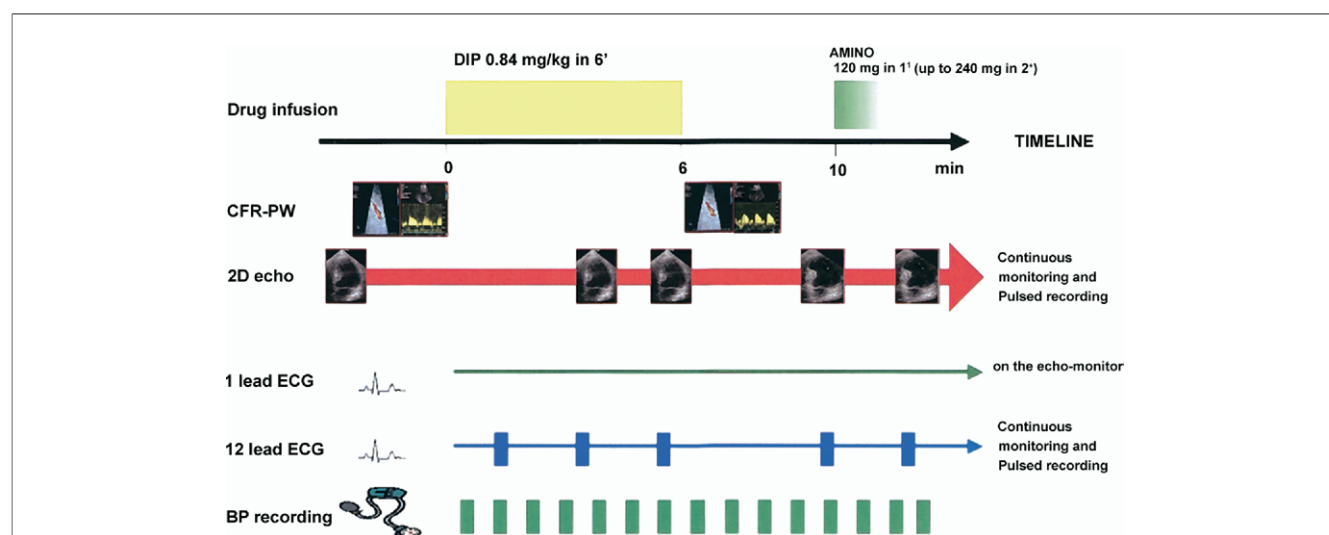 DIP 0.84 mg/kg in 6’
AMINO
120 mg in 1¹ (up to 240 mg in 2⁺)
Drug infusion
TIMELINE
0
6
10
min
CFR-PW
2D echo
Continuous
monitoring and
Pulsed recording
1 lead ECG
on the echo-monitor
12 lead ECG
Continuous
monitoring and
Pulsed recording
BP recording